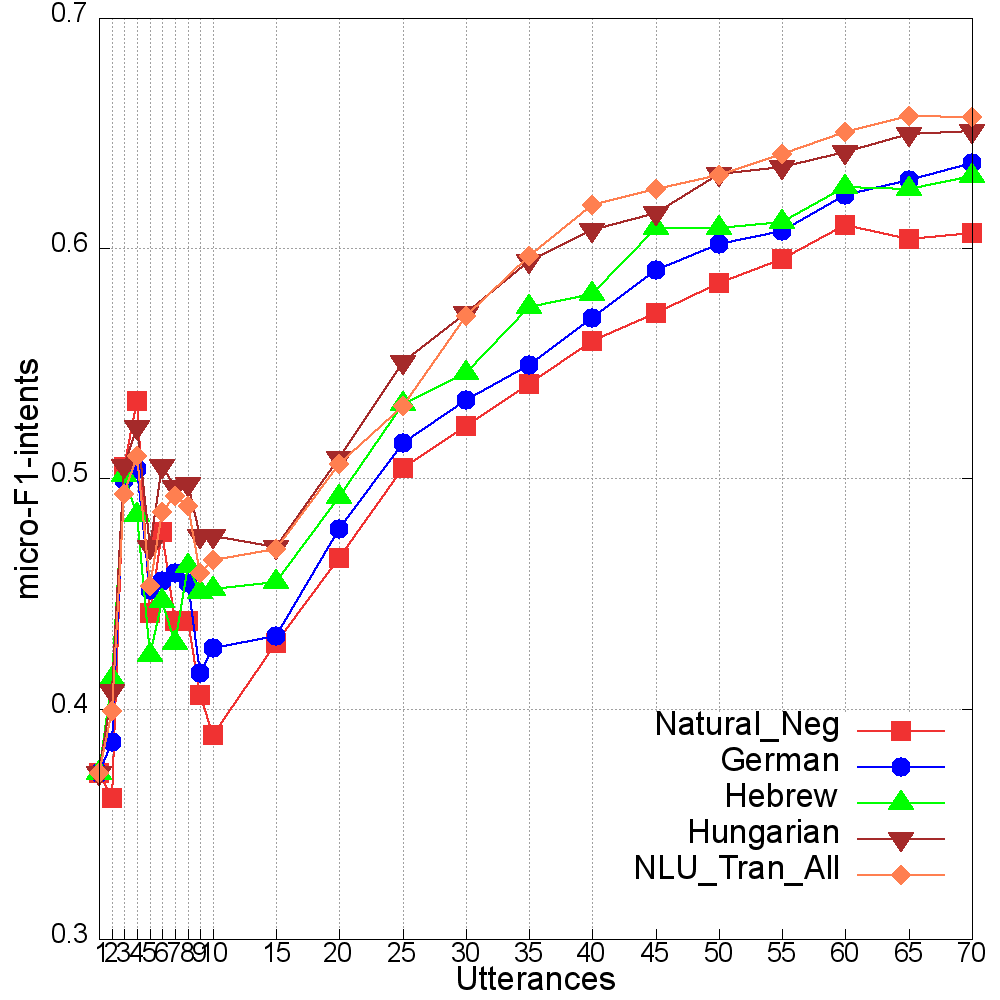 0.7
0.6
0.5
0.4
0.3
micro-F1-intents
1 2 3 4 5 6 7 8 9 10 15 20 25 30 35 40 45 50 55 60 65 70
Utterances
Natural_Neg
German
Hebrew
Hungarian
NLU_Tran_All